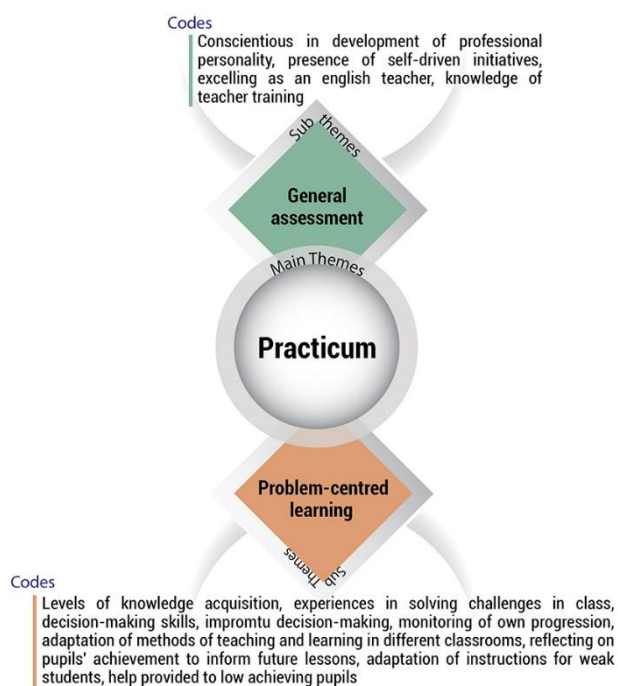 Codes
Conscientious in development of professional
personality, presence of self-driven initiatives,
excelling as an english teacher, knowledge of
teacher training
Sub themes
General
assessment
Main Themes
Practicum
Problem-centred
learning
Sub
Themes
Codes
Levels of knowledge acquisition, experiences in solving challenges in class,
decision-making skills, impromtu decision-making, monitoring of own progression,
adaptation of methods of teaching and learning in different classrooms, reflecting on
pupils' achievement to inform future lessons, adaptation of instructions for weak
students, help provided to low achieving pupils